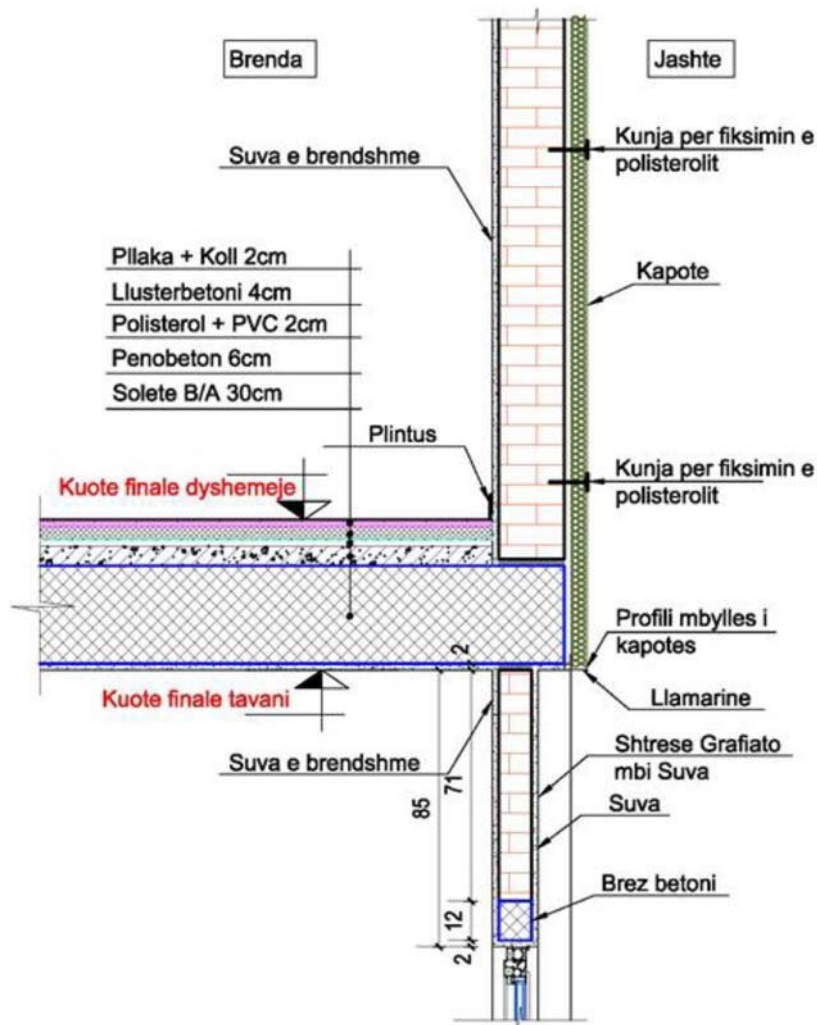 Brenda
Jashte
Suva e brendshme
Kunja per fiksimin e
polisterolit
Pllaka + Koll 2cm
Llusterbetoni 4cm
Polisterol + PVC 2cm
Penobeton 6cm
Solete B/A 30cm
Kapote
Plintus
Kuote finale dyshemeje
Kunja per fiksimin e
polisterolit
Profili mbylles i
kapotes
2
Kuote finale tavani
Llamarine
Suva e brendshme
Shtrese Grafiato
mbi Suva
71
85
Suva
Brez betoni
12
2